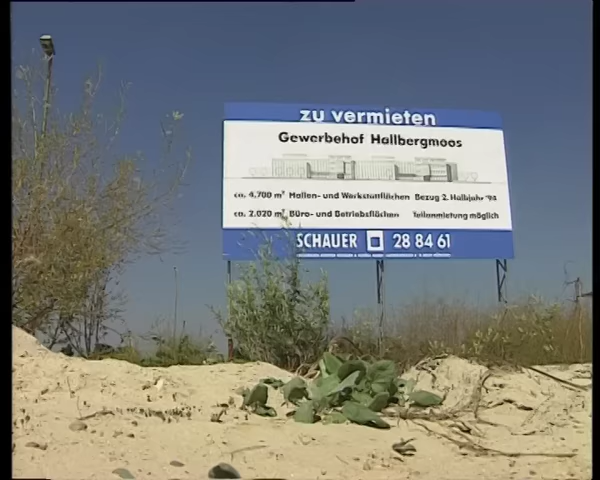 zu vermieten
Gewerbehof Hallbergmoos
ca. 4.700 m² Hallen- und Werkstattflächen Bezug 2. Halbjahr '93
ca. 2.020 m² Büro- und Betriebsflächen Teilanmietung möglich
SCHAUER 28 84 61